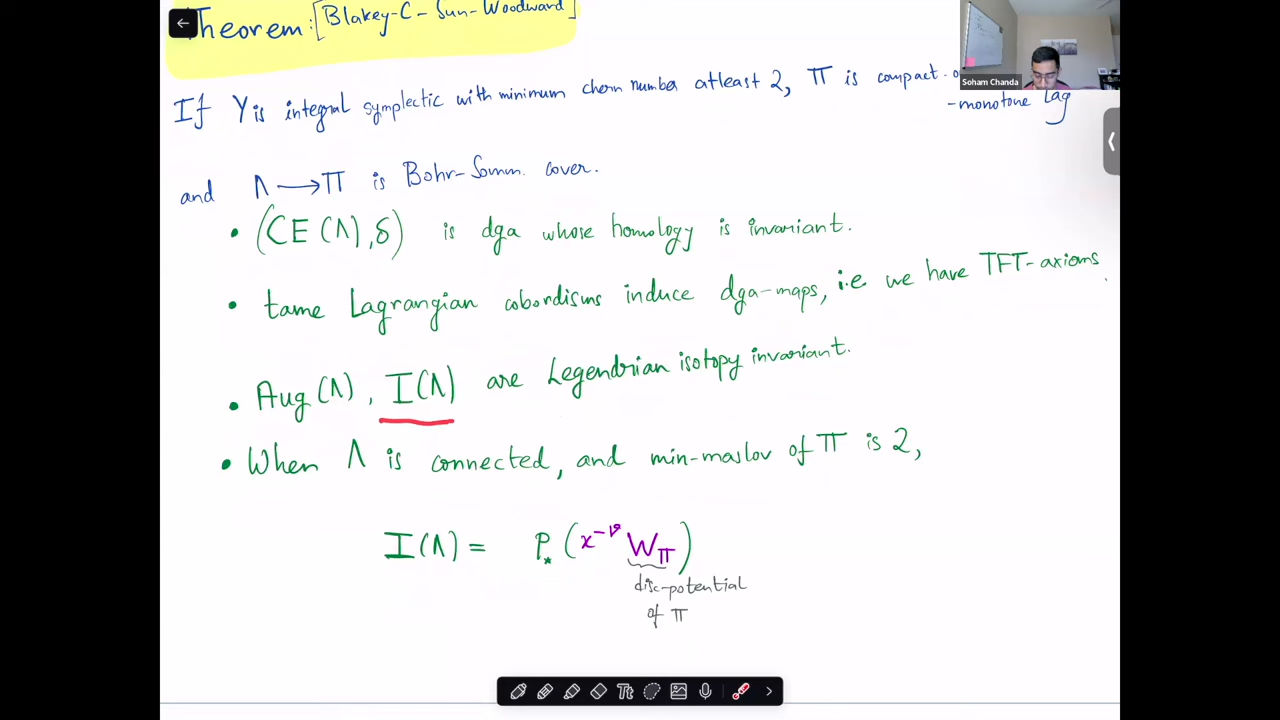 Theorem: [Blakey-C-Sun-Woodward]
Soham Chanda
If Y is integral symplectic with minimum chern number atleast 2, Π is compact
-monotone Lag
and Λ → Π is Bohr-Somm. cover.
• (CE(Λ), δ) is dga whose homology is invariant.
• tame Lagrangian cobordisms induce dga-maps, i.e we have TFT-axioms.
• Aug(Λ), I(Λ) are Legendrian isotopy invariant.
• When Λ is connected, and min-maslov of Π is 2,
I(Λ) = P_*(x^{-v} W_Π)
disc-potential
of Π